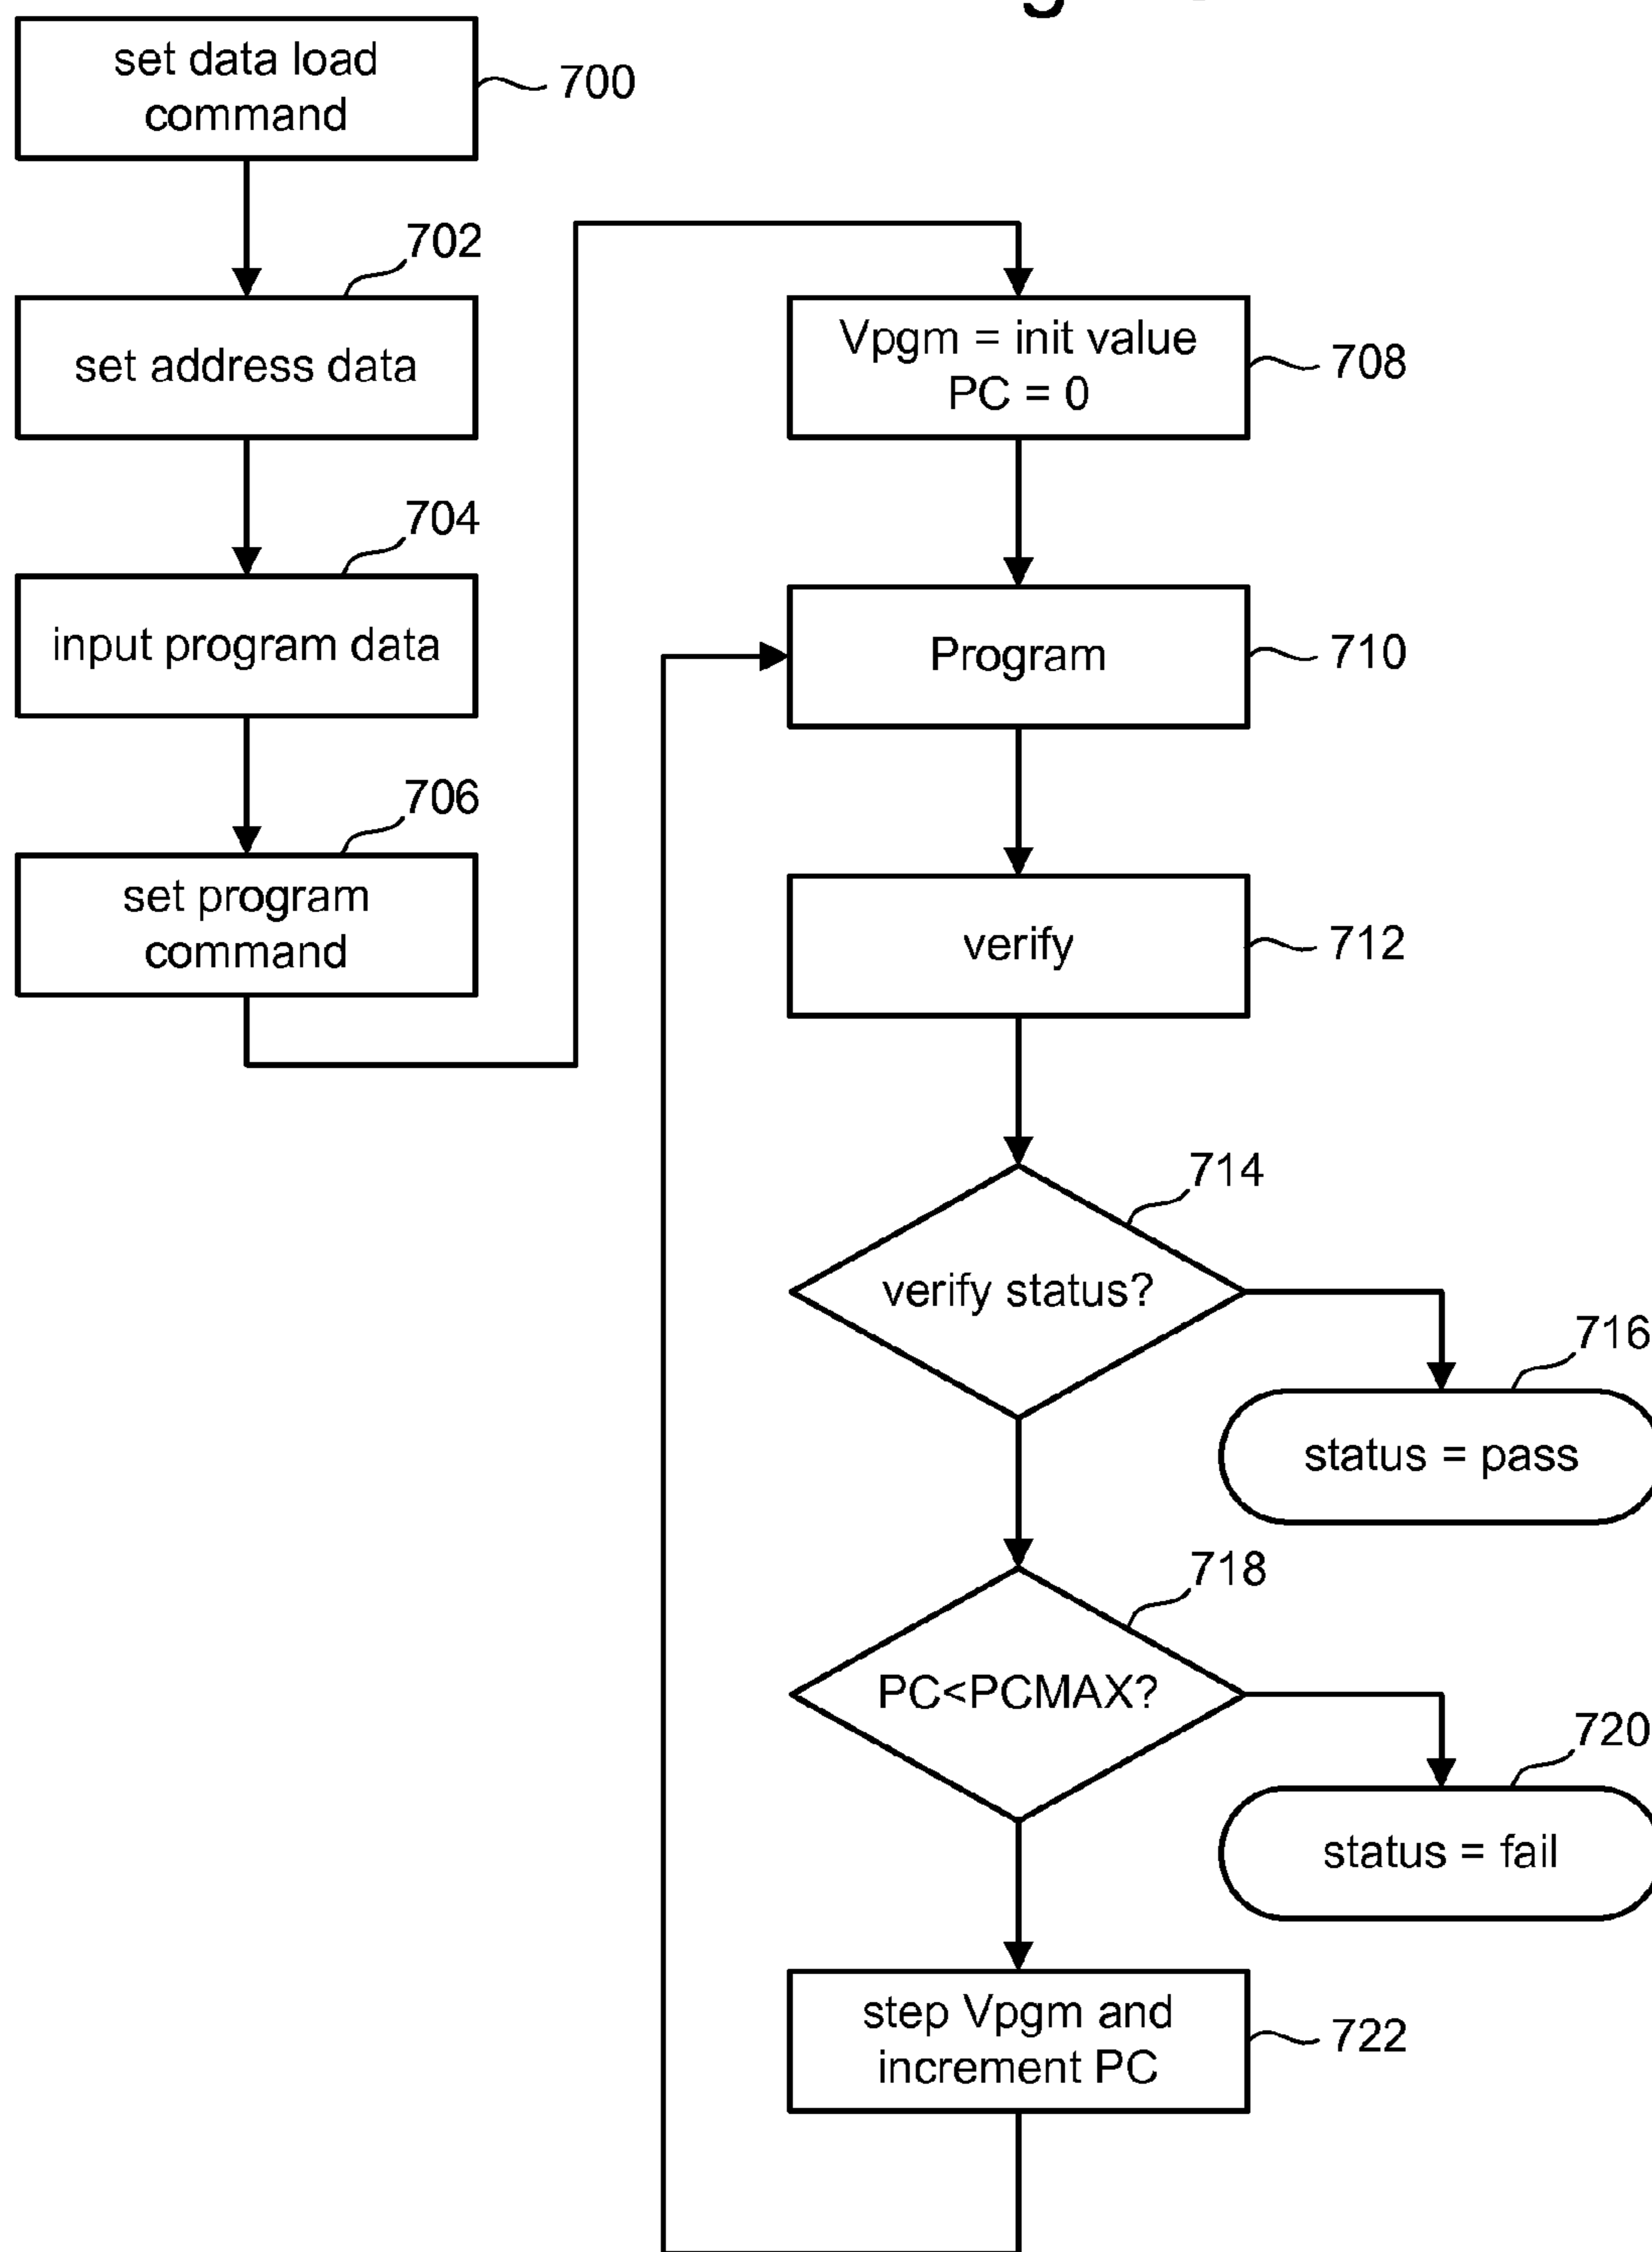 set data load
command
700
702
set address data
704
input program data
706
set program
command
Vpgm = init value
PC = 0
708
Program
710
verify
712
714
verify status?
716
status = pass
718
PC<PCMAX?
720
status = fail
step Vpgm and
increment PC
722